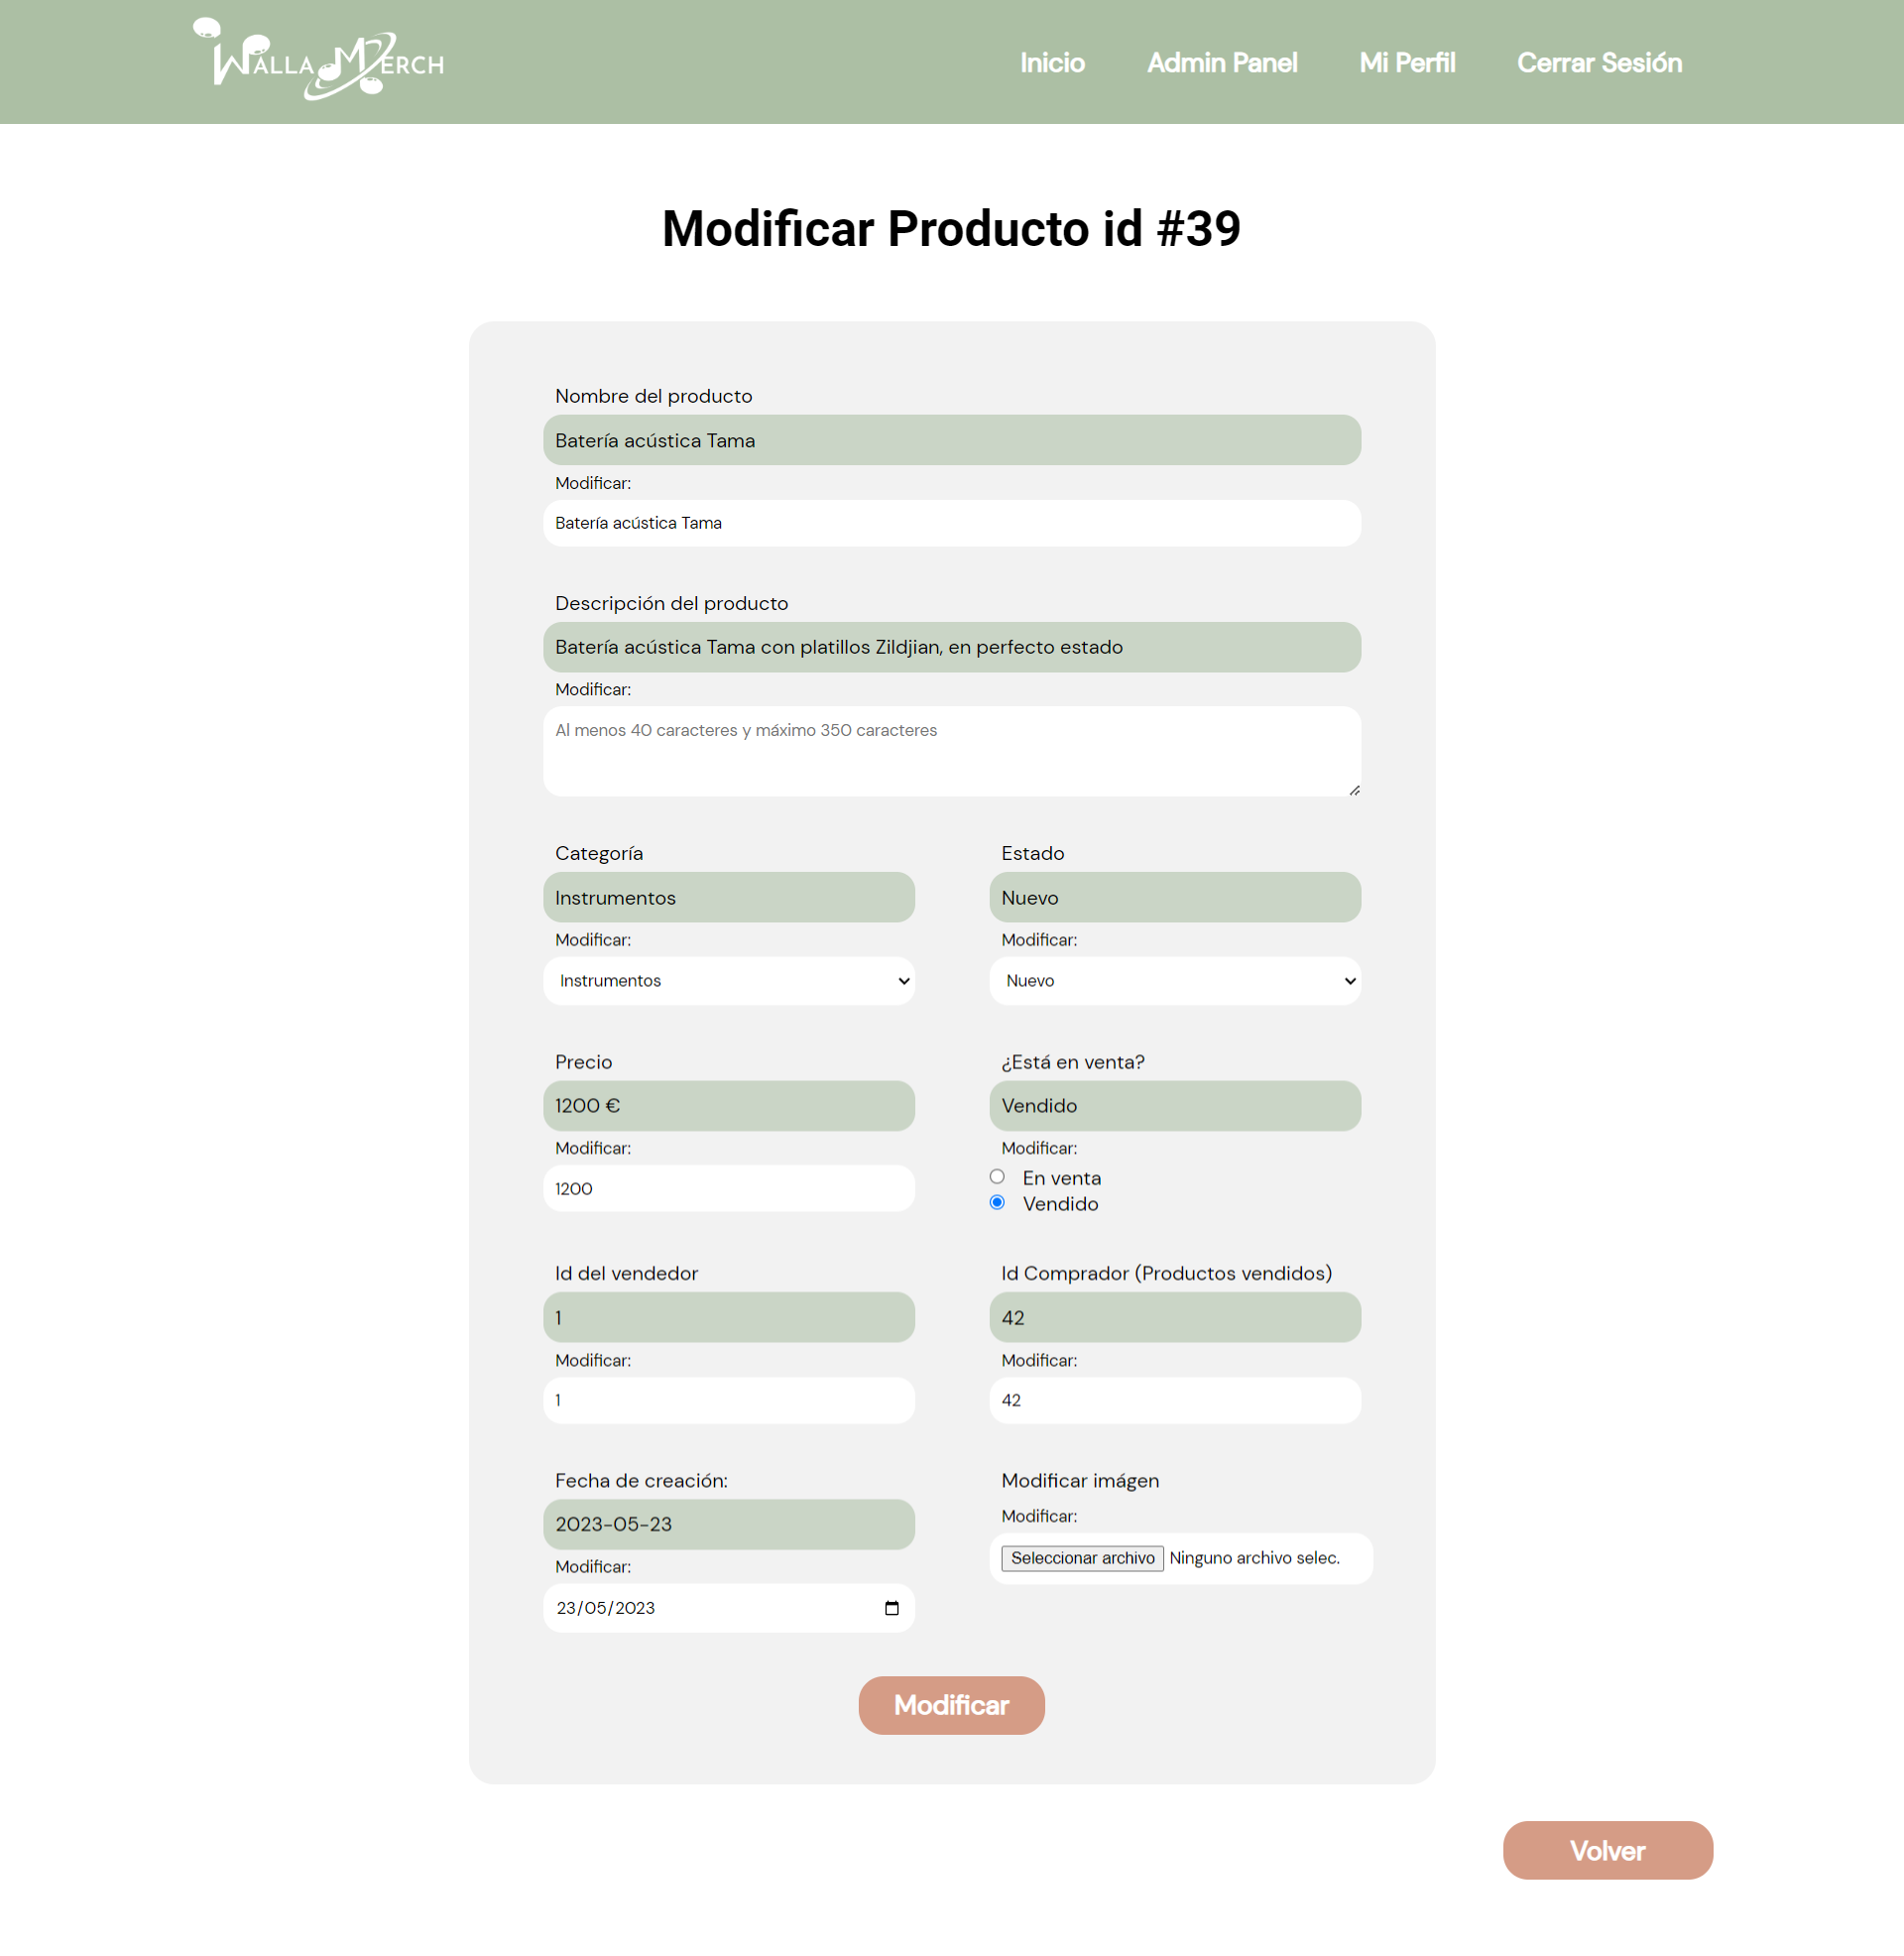 WALLA MERCH
Inicio Admin Panel Mi Perfil Cerrar Sesión
Modificar Producto id #39
Nombre del producto
Batería acústica Tama
Modificar:
Batería acústica Tama
Descripción del producto
Batería acústica Tama con platillos Zildjian, en perfecto estado
Modificar:
Al menos 40 caracteres y máximo 350 caracteres
Categoría
Instrumentos
Modificar:
Instrumentos
Estado
Nuevo
Modificar:
Nuevo
Precio
1200 €
Modificar:
1200
¿Está en venta?
Vendido
Modificar:
En venta
Vendido
Id del vendedor
1
Modificar:
1
Id Comprador (Productos vendidos)
42
Modificar:
42
Fecha de creación:
2023-05-23
Modificar:
23/05/2023
Modificar imágen
Modificar:
Seleccionar archivo Ninguno archivo selec.
Modificar
Volver